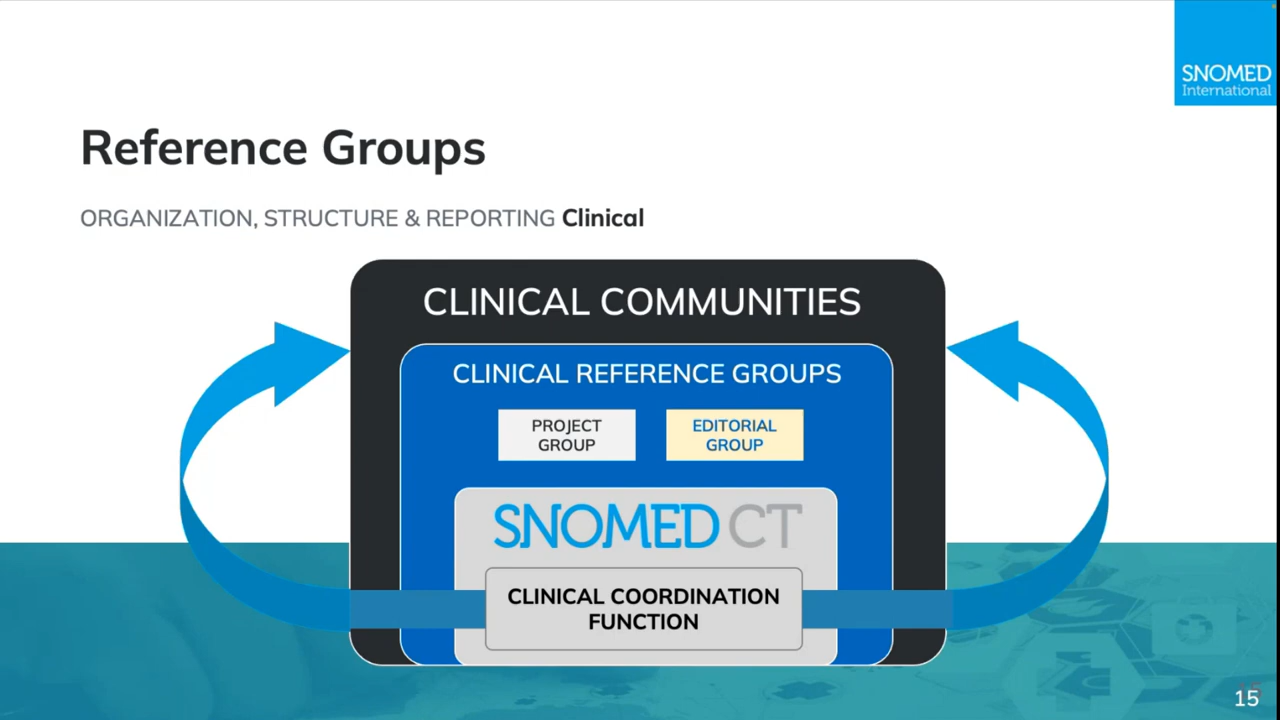 SNOMED
International
Reference Groups
ORGANIZATION, STRUCTURE & REPORTING Clinical
CLINICAL COMMUNITIES
CLINICAL REFERENCE GROUPS
PROJECT
GROUP
EDITORIAL
GROUP
SNOMED CT
CLINICAL COORDINATION
FUNCTION
15